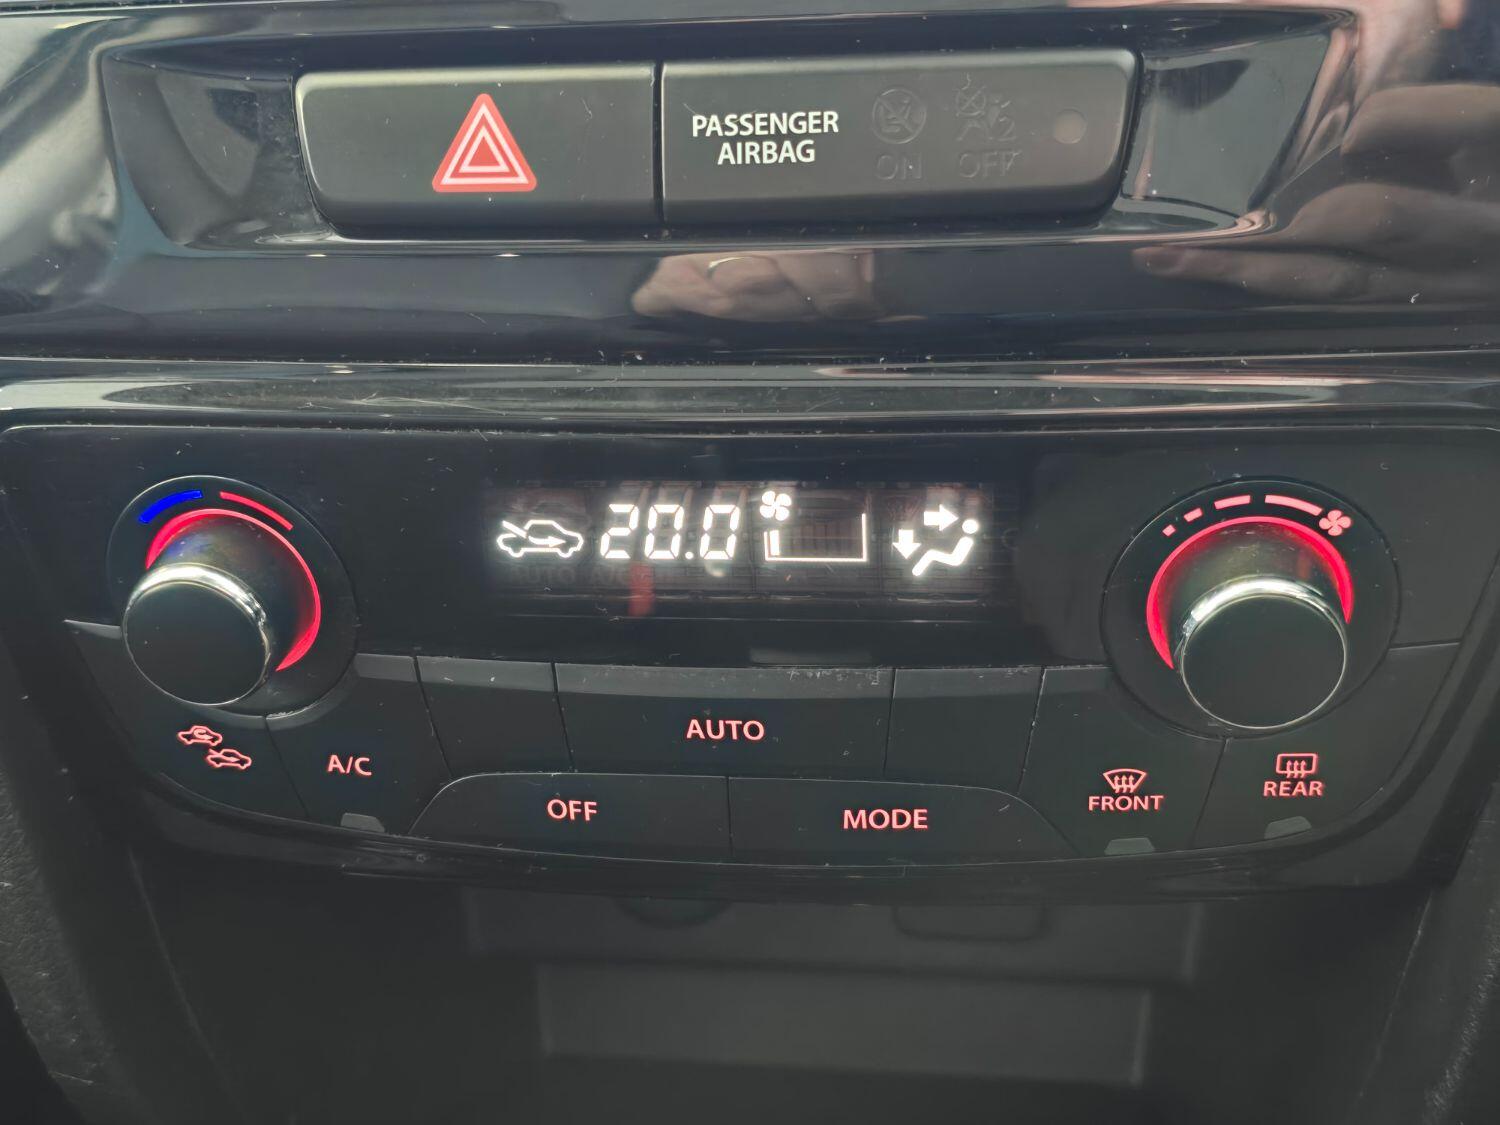 PASSENGER
AIRBAG
ON OFF
20.0
AUTO
A/C
OFF
MODE
FRONT
REAR